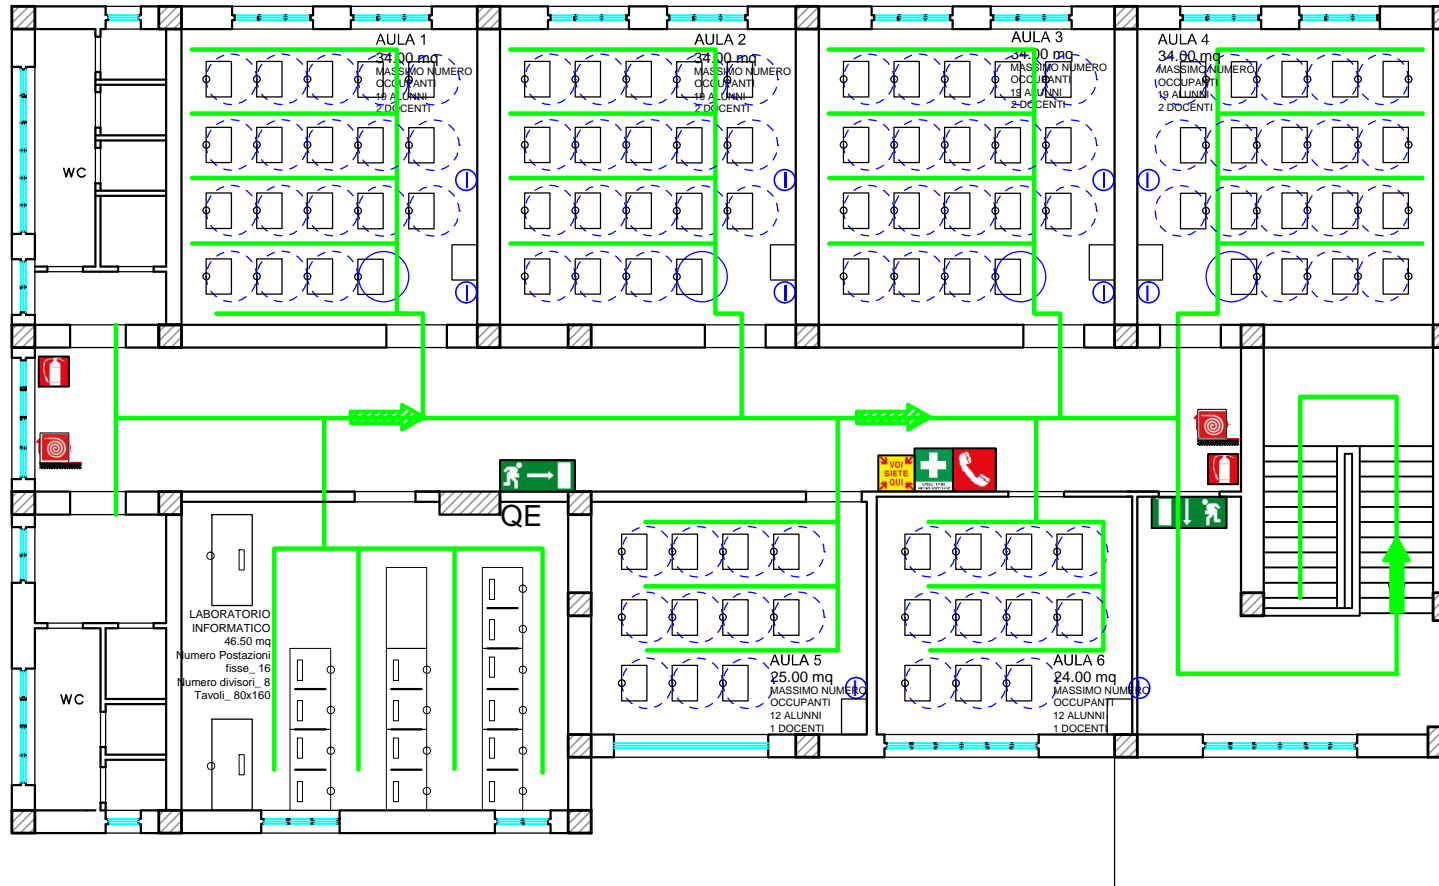 AULA 1
34.00 mq
MASSIMO NUMERO
OCCUPANTI
19 ALUNNI
2 DOCENTI
AULA 2
34.00 mq
MASSIMO NUMERO
OCCUPANTI
19 ALUNNI
2 DOCENTI
AULA 3
34.00 mq
MASSIMO NUMERO
OCCUPANTI
19 ALUNNI
2 DOCENTI
AULA 4
34.00 mq
MASSIMO NUMERO
OCCUPANTI
19 ALUNNI
2 DOCENTI
WC
VOI
SIETE
QUI
QE
LABORATORIO
INFORMATICO
46.50 mq
Numero Postazioni
fisse_ 16
Numero divisori_ 8
Tavoli_ 80x160
WC
AULA 5
25.00 mq
MASSIMO NUMERO
OCCUPANTI
12 ALUNNI
1 DOCENTI
AULA 6
24.00 mq
MASSIMO NUMERO
OCCUPANTI
12 ALUNNI
1 DOCENTI